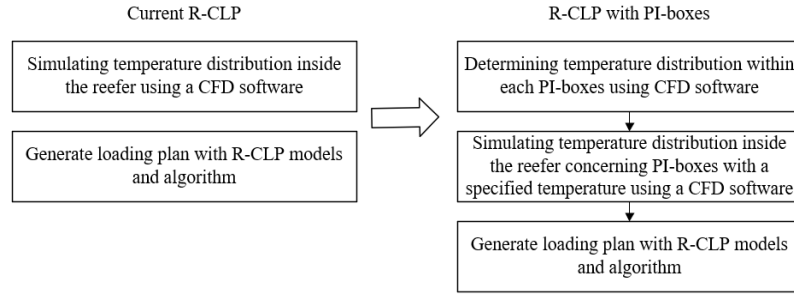 Current R-CLP
Simulating temperature distribution inside
the reefer using a CFD software
Generate loading plan with R-CLP models
and algorithm
R-CLP with PI-boxes
Determining temperature distribution within
each PI-boxes using CFD software
Simulating temperature distribution inside
the reefer concerning PI-boxes with a
specified temperature using a CFD software
Generate loading plan with R-CLP models
and algorithm